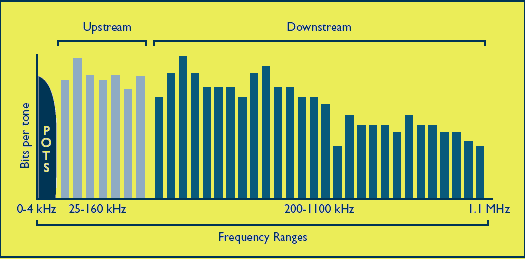 Upstream
Downstream
Bits per tone
POTS
0-4 kHz
25-160 kHz
200-1100 kHz
1.1 MHz
Frequency Ranges